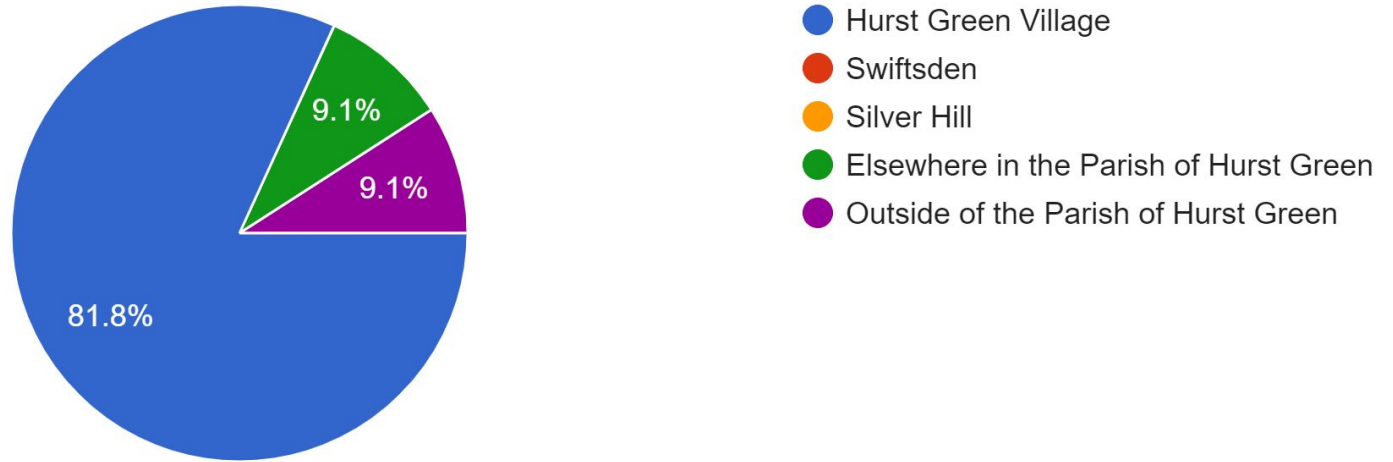 Hurst Green Village
Swiftsden
Silver Hill
Elsewhere in the Parish of Hurst Green
Outside of the Parish of Hurst Green
9.1%
9.1%
81.8%